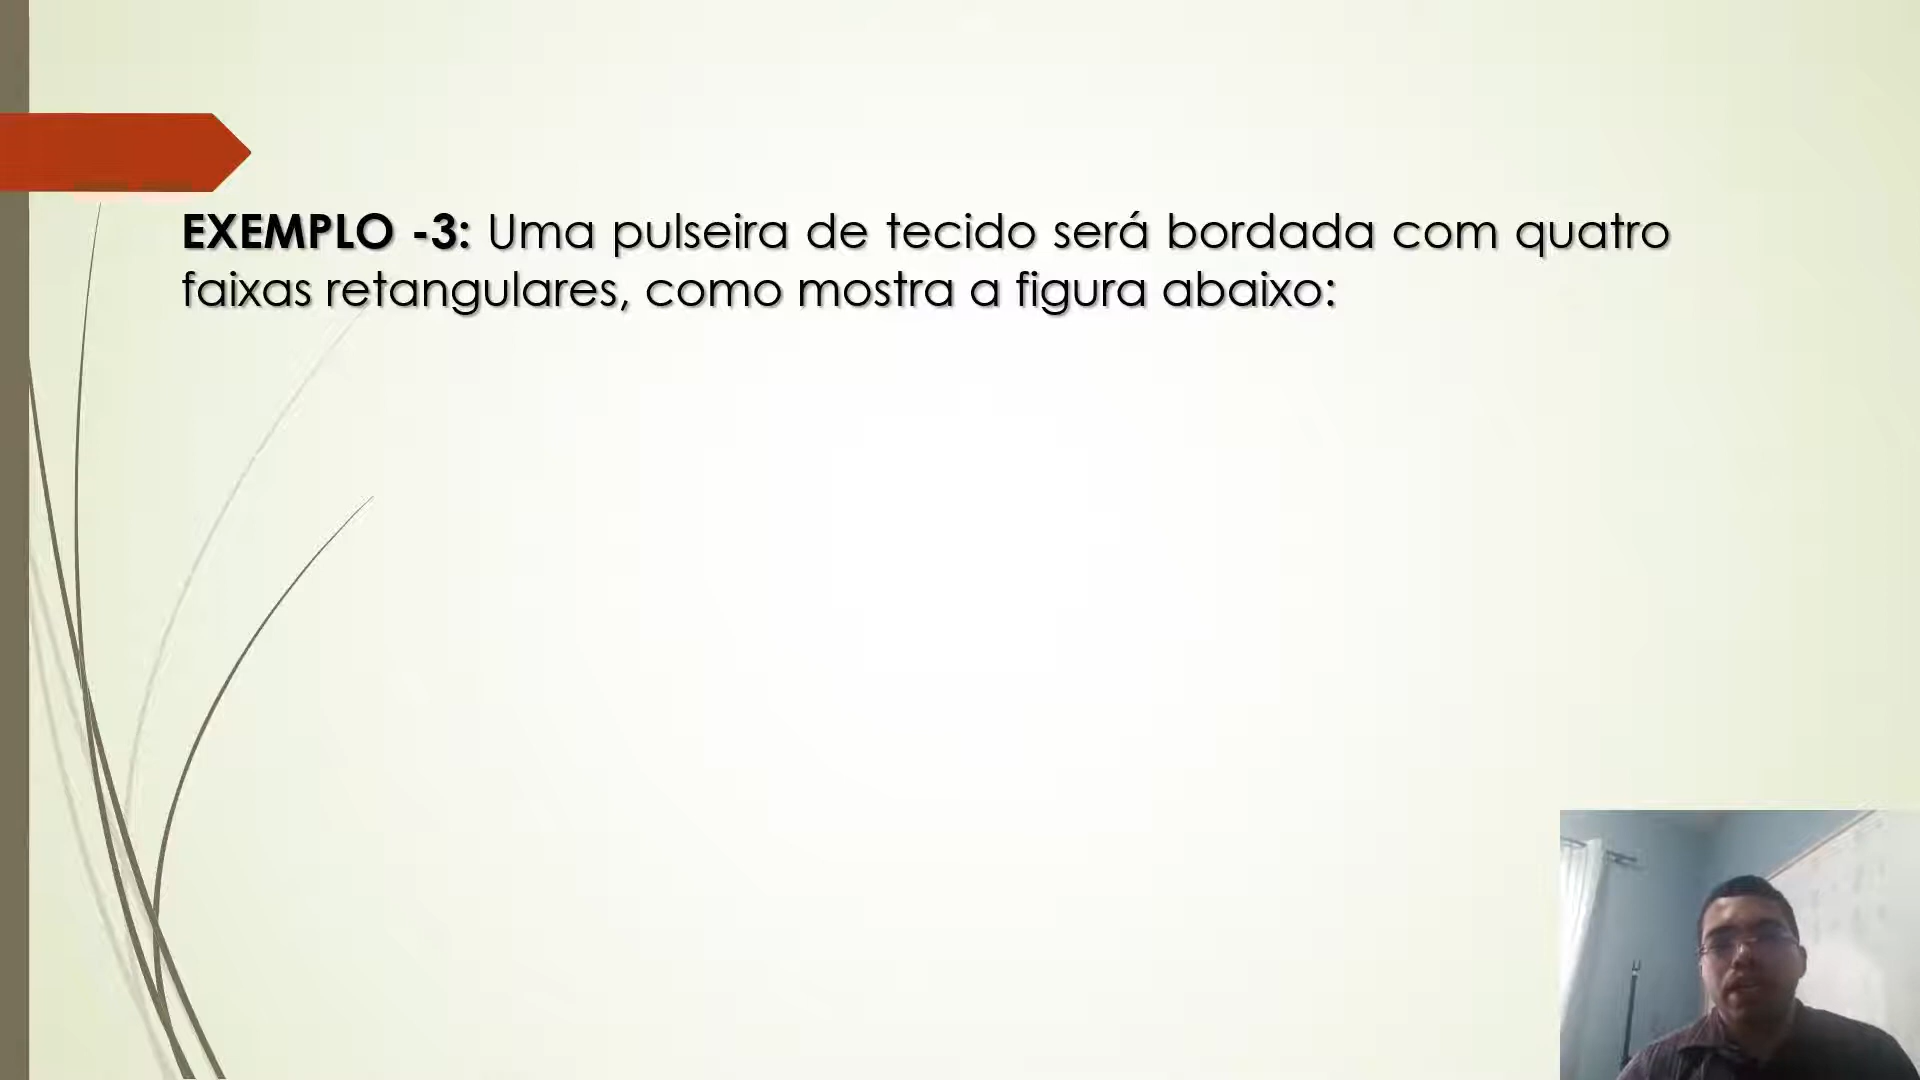 EXEMPLO -3: Uma pulseira de tecido será bordada com quatro
faixas retangulares, como mostra a figura abaixo: